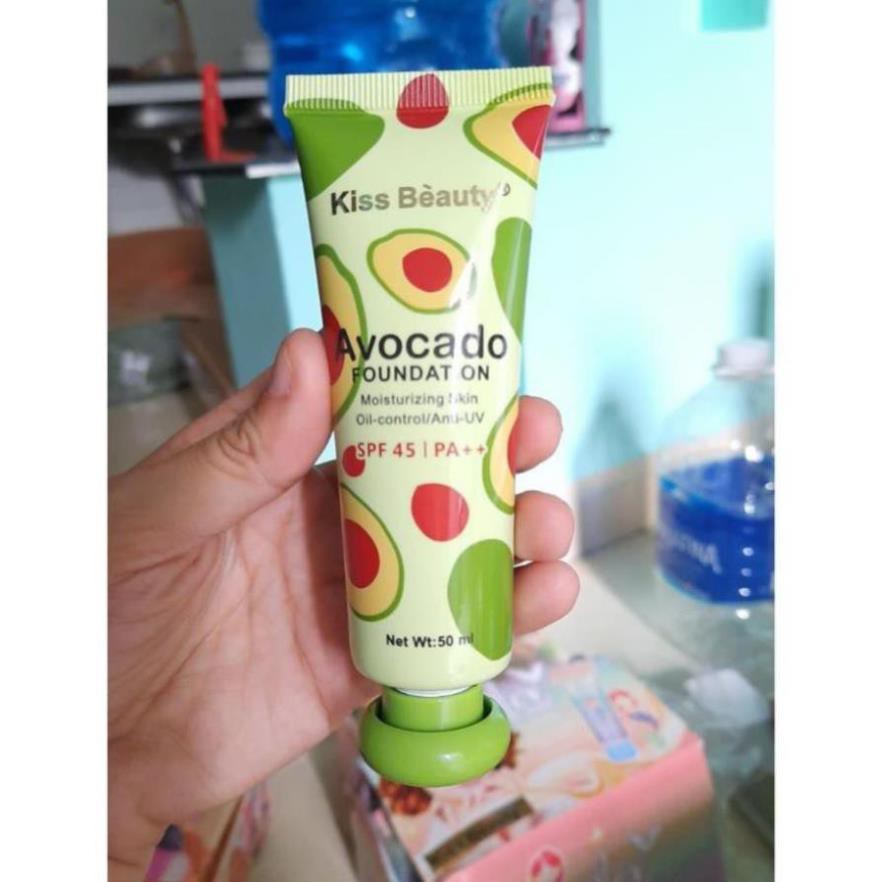 Kiss Bèauty
Avocado
FOUNDATION
Moisturizing Skin
Oil-control/Anti-UV
SPF 45 | PA++
Net Wt:50 ml